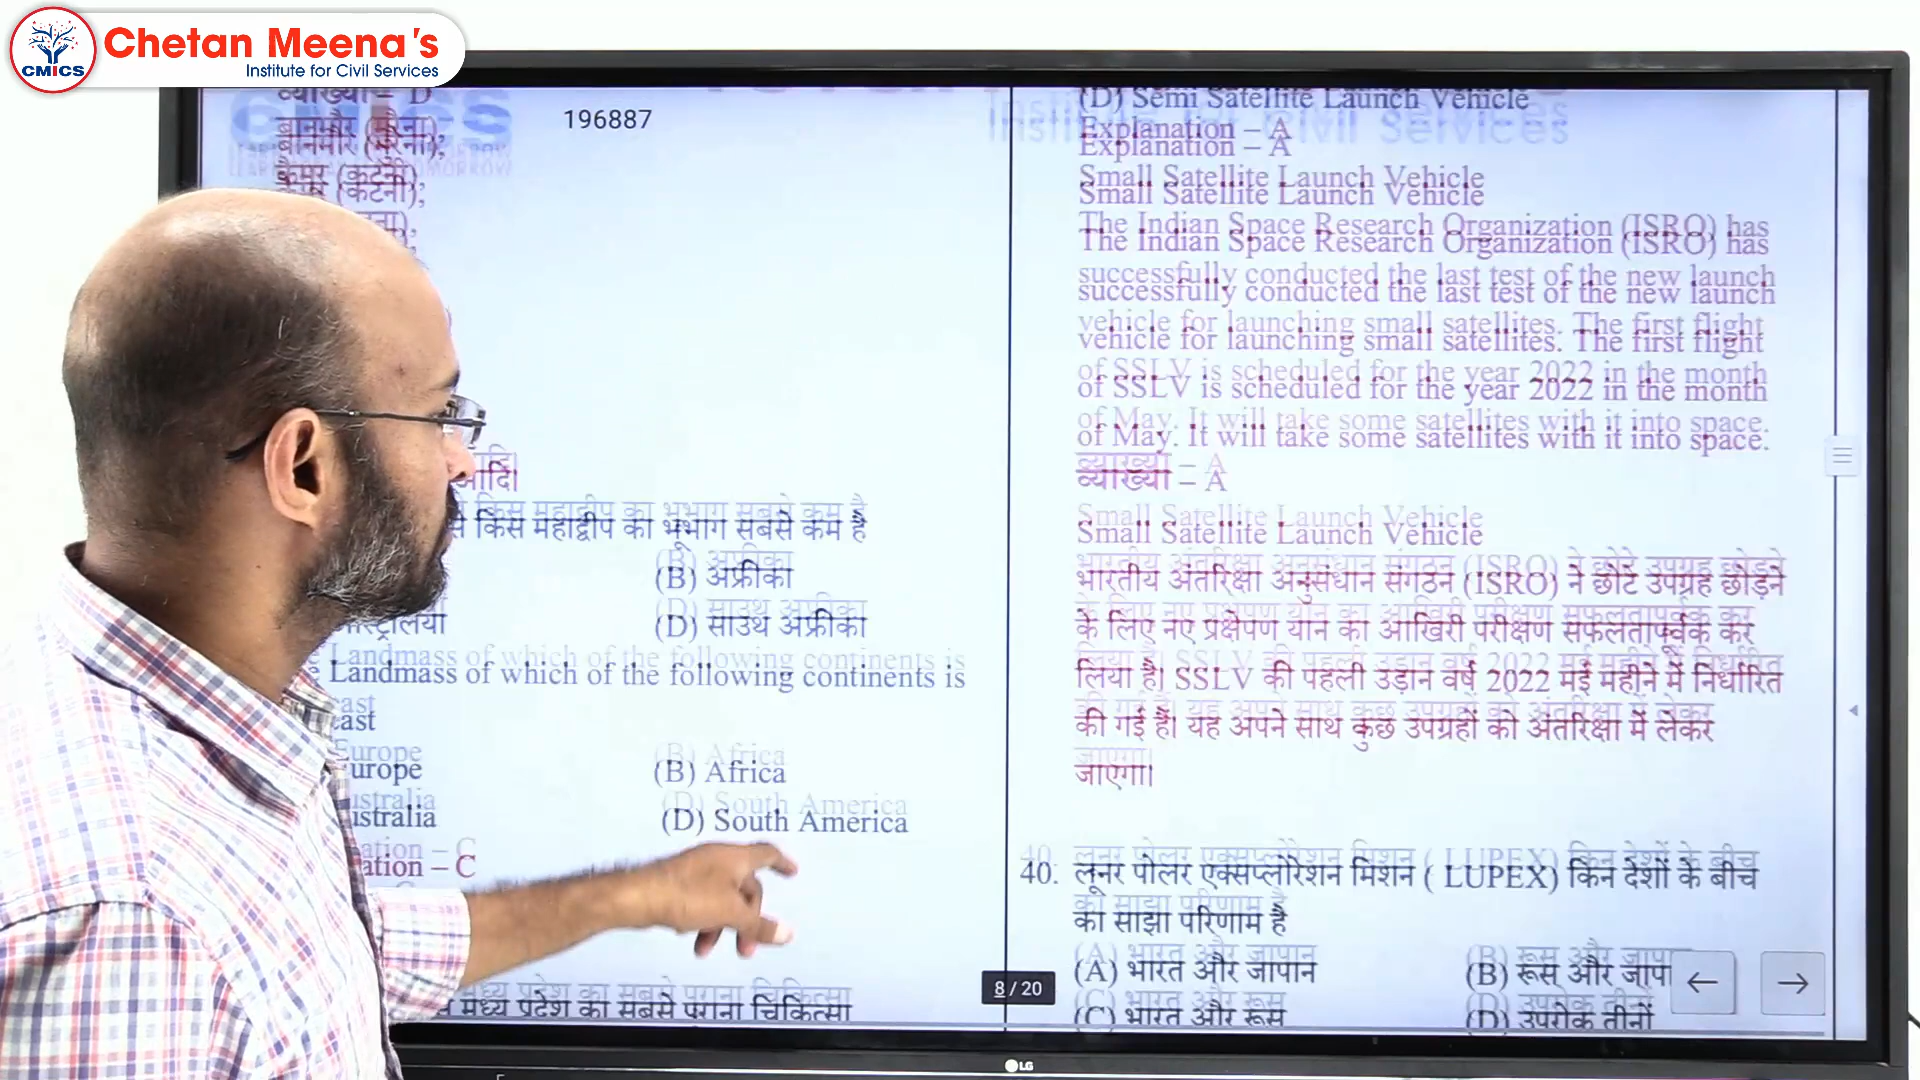 Chetan Meena's
Institute for Civil Services
CMICS
व्याख्या – D
196887
बानमौर (मुरैना),
कैमूर (कटनी),
आदि।
किस महाद्वीप का भूभाग सबसे कम है
(B) अफ्रीका
(D) साउथ अफ्रीका
Landmass of which of the following continents is
east
urope
(B) Africa
ustralia
(D) South America
ation – C
मध्य प्रदेश का सबसे पुराना चिकित्सा
(D) Semi Satellite Launch Vehicle
Explanation – A
Small Satellite Launch Vehicle
The Indian Space Research Organization (ISRO) has
successfully conducted the last test of the new launch
vehicle for launching small satellites. The first flight
of SSLV is scheduled for the year 2022 in the month
of May. It will take some satellites with it into space.
व्याख्या – A
Small Satellite Launch Vehicle
भारतीय अंतरिक्षा अनुसंधान संगठन (ISRO) ने छोटे उपग्रह छोड़ने
के लिए नए प्रक्षेपण यान का आखिरी परीक्षण सफलतापूर्वक कर
लिया है। SSLV की पहली उड़ान वर्ष 2022 मई महीने में निर्धारित
की गई है। यह अपने साथ कुछ उपग्रहों को अंतरिक्षा में लेकर
जाएगा।
40. लूनर पोलर एक्सप्लोरैशन मिशन ( LUPEX) किन देशों के बीच
का साझा परिणाम है
(A) भारत और जापान
(B) रूस और जापा
(C) भारत और रूस
(D) उपरोक तीनों
8 / 20
LG